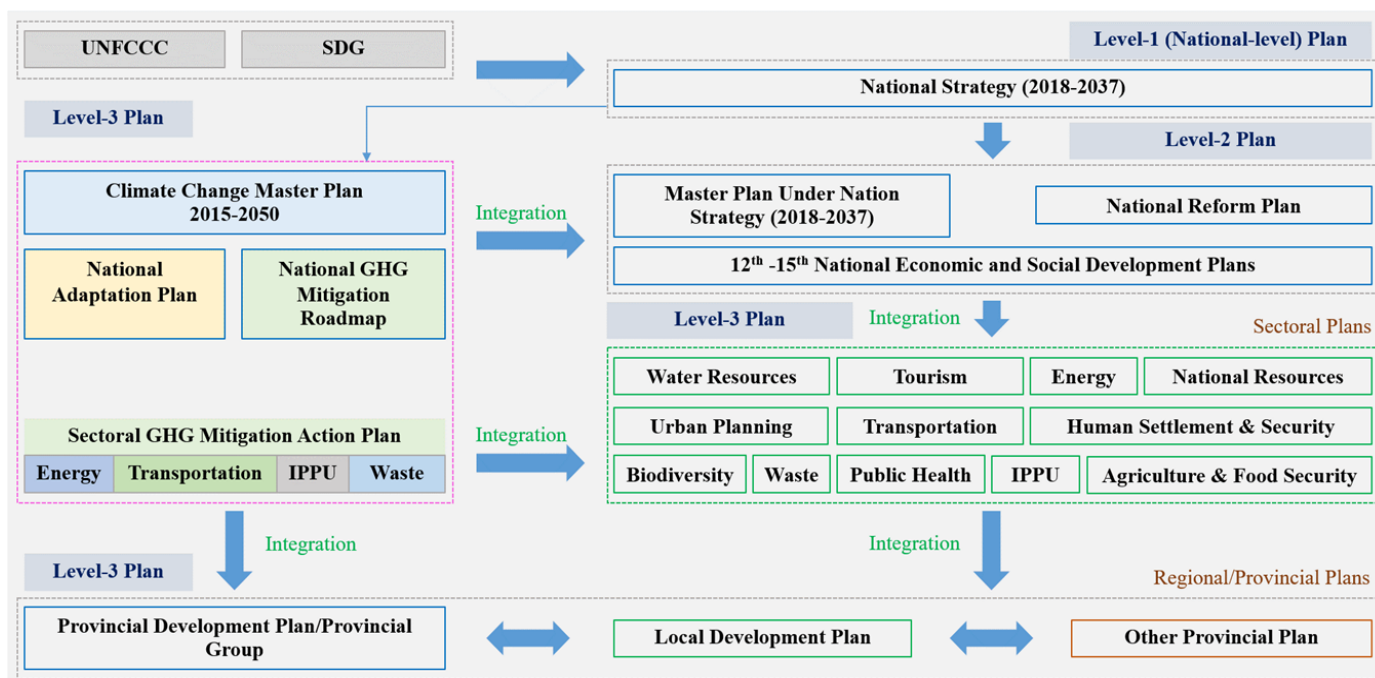 UNFCCC
SDG
Level-1 (National-level) Plan
National Strategy (2018-2037)
Level-3 Plan
Level-2 Plan
Climate Change Master Plan
2015-2050
Integration
Master Plan Under Nation
Strategy (2018-2037)
National Reform Plan
National
Adaptation Plan
National GHG
Mitigation
Roadmap
12th -15th National Economic and Social Development Plans
Level-3 Plan
Integration
Sectoral Plans
Water Resources
Tourism
Energy
National Resources
Urban Planning
Transportation
Human Settlement & Security
Biodiversity
Waste
Public Health
IPPU
Agriculture & Food Security
Sectoral GHG Mitigation Action Plan
Energy
Transportation
IPPU
Waste
Integration
Integration
Integration
Level-3 Plan
Regional/Provincial Plans
Provincial Development Plan/Provincial
Group
Local Development Plan
Other Provincial Plan